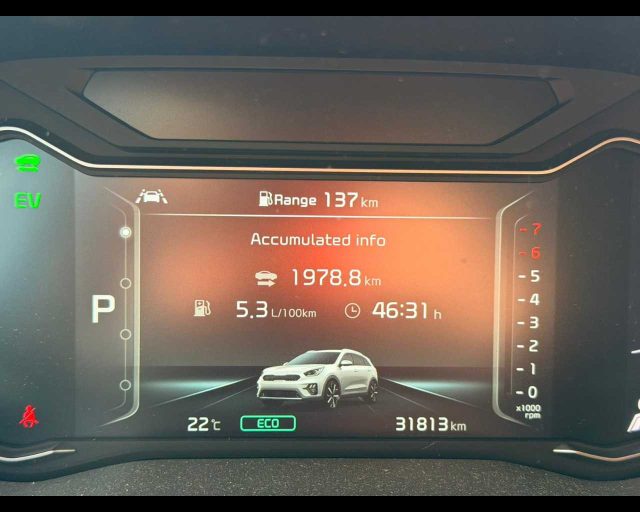 Range 137 km
EV
Accumulated info
1978.8 km
5.3 L/100km 46:31 h
P
- 7
- 6
- 5
- 4
- 3
- 2
- 1
- 0
x1000
rpm
22°C ECO 31813 km